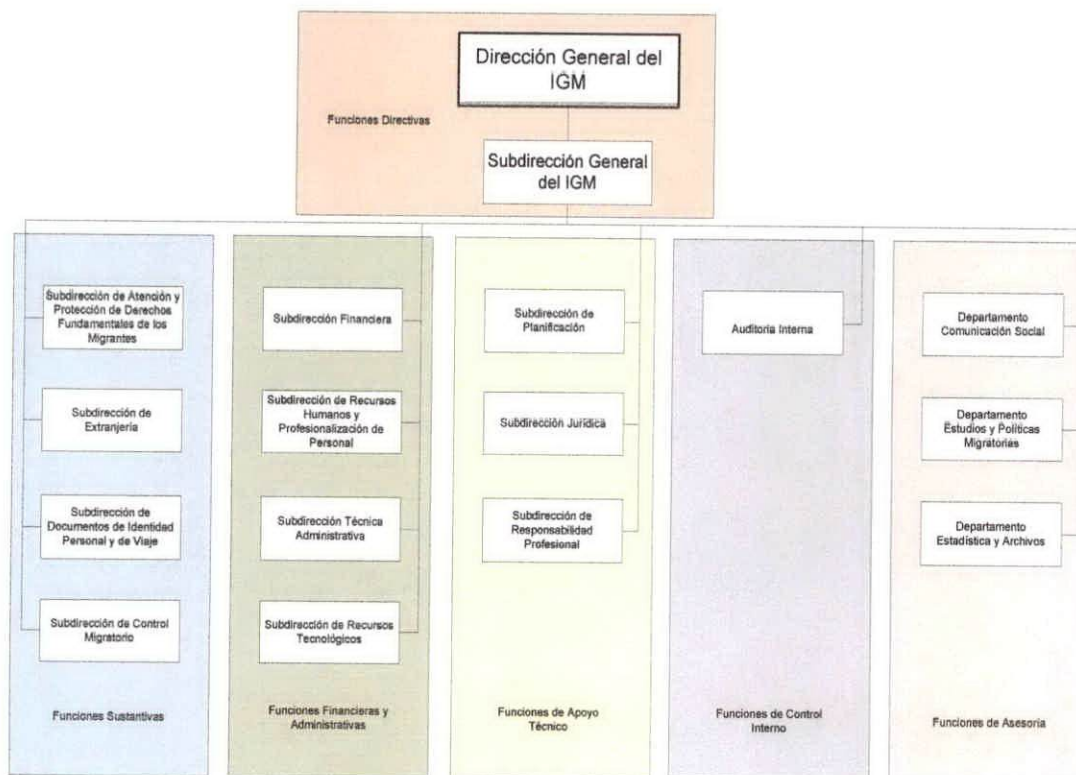 Dirección General del
IGM
Funciones Directivas
Subdirección General
del IGM
Subdirección de Atención y
Protección de Derechos
Fundamentales de los
Migrantes
Subdirección de
Extranjería
Subdirección de
Documentos de Identidad
Personal y de Viaje
Subdirección de Control
Migratorio
Funciones Sustantivas
Subdirección Financiera
Subdirección de Recursos
Humanos y
Profesionalización de
Personal
Subdirección Técnica
Administrativa
Subdirección de Recursos
Tecnológicos
Funciones Financieras y
Administrativas
Subdirección de
Planificación
Subdirección Jurídica
Subdirección de
Responsabilidad
Profesional
Funciones de Apoyo
Técnico
Auditoria Interna
Funciones de Control
Interno
Departamento
Comunicación Social
Departamento
Estudios y Políticas
Migratorias
Departamento
Estadística y Archivos
Funciones de Asesoría